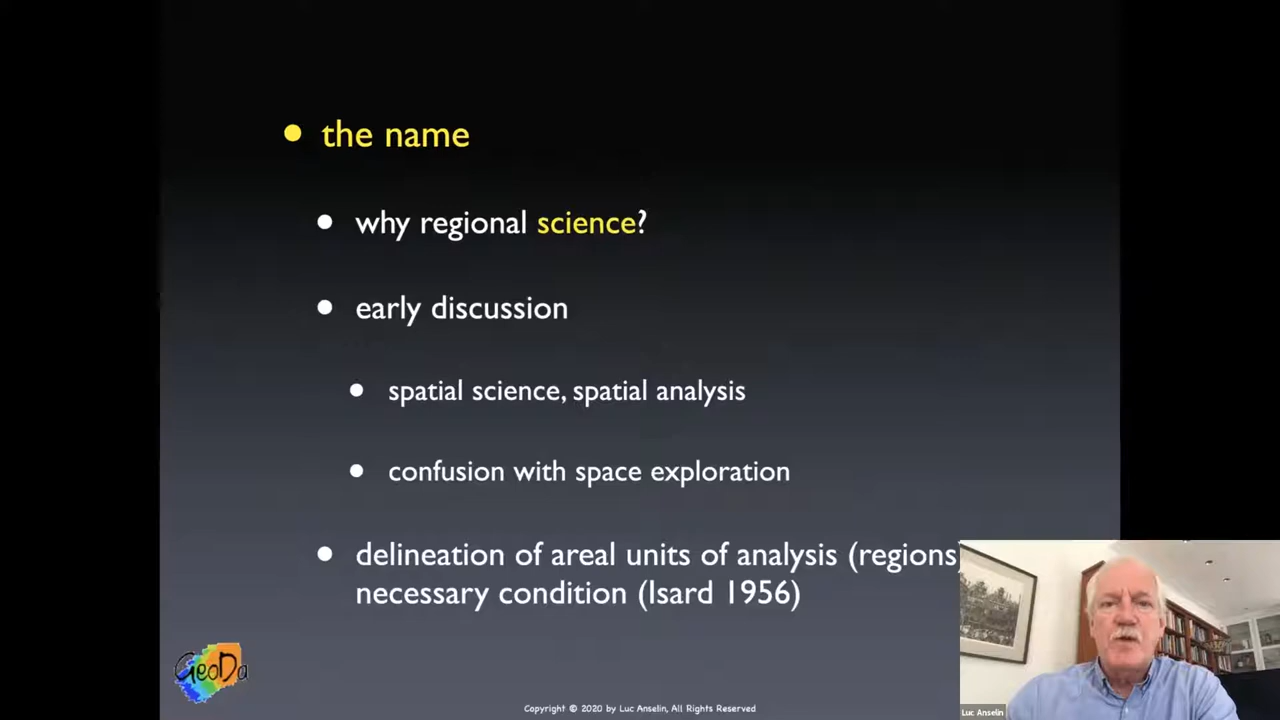 the name
why regional science?
early discussion
spatial science, spatial analysis
confusion with space exploration
delineation of areal units of analysis (regions)
necessary condition (Isard 1956)
GeoDa
Copyright © 2020 by Luc Anselin, All Rights Reserved
Luc Anselin